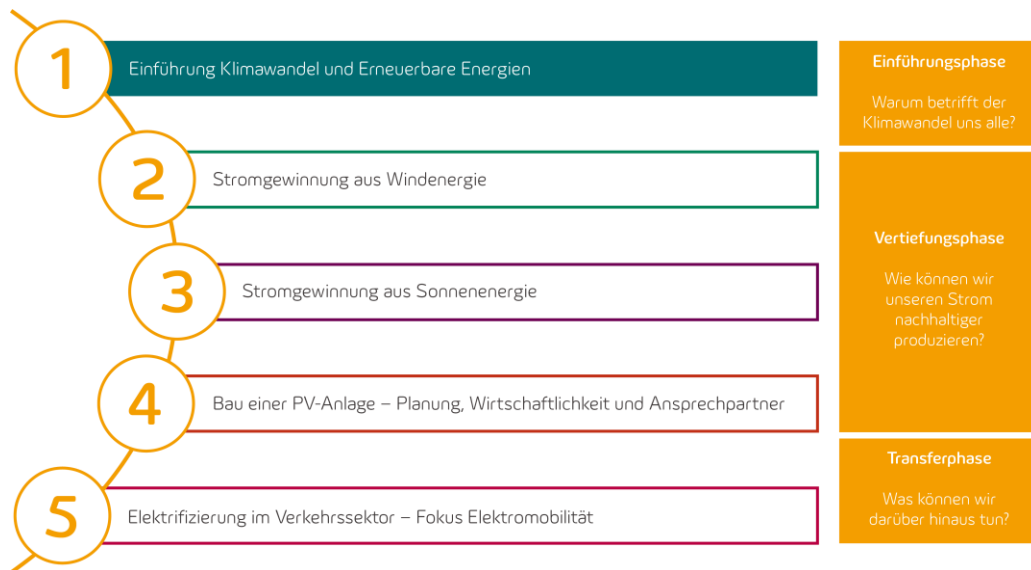 1
Einführung Klimawandel und Erneuerbare Energien
Einführungsphase
Warum betrifft der
Klimawandel uns alle?
2
Stromgewinnung aus Windenergie
3
Stromgewinnung aus Sonnenenergie
4
Bau einer PV-Anlage – Planung, Wirtschaftlichkeit und Ansprechpartner
Vertiefungsphase
Wie können wir
unseren Strom
nachhaltiger
produzieren?
5
Elektrifizierung im Verkehrssektor – Fokus Elektromobilität
Transferphase
Was können wir
darüber hinaus tun?